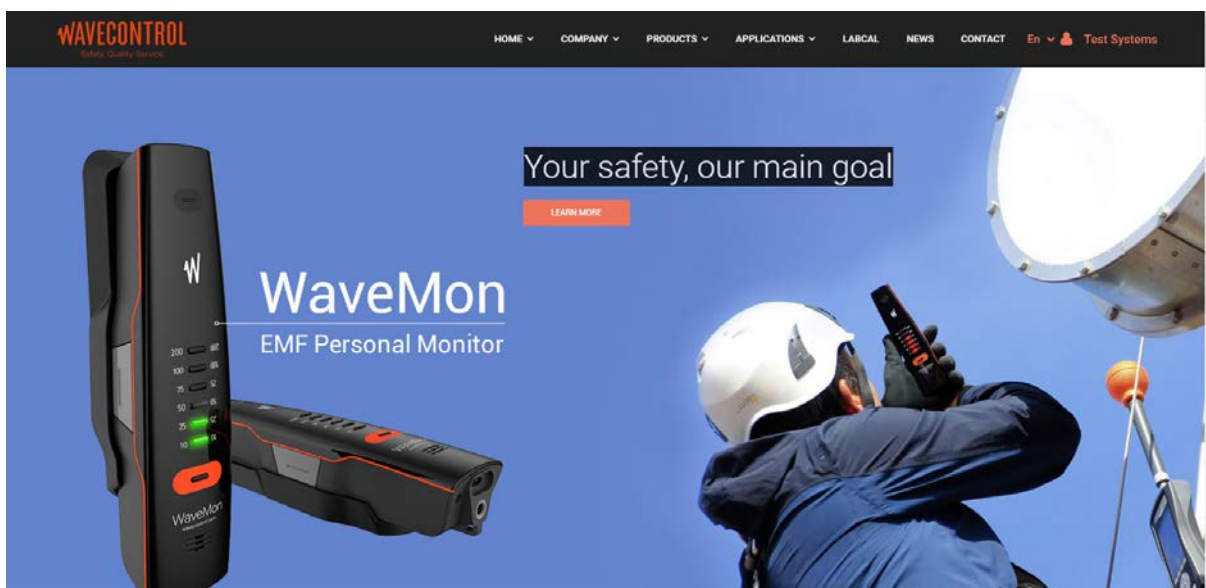 WAVECONTROL
Safety, Quality, Service
HOME COMPANY PRODUCTS APPLICATIONS LABCAL NEWS CONTACT En Test Systems
Your safety, our main goal
LEARN MORE
WaveMon
EMF Personal Monitor
200
100
75
50
25
10
WaveMon